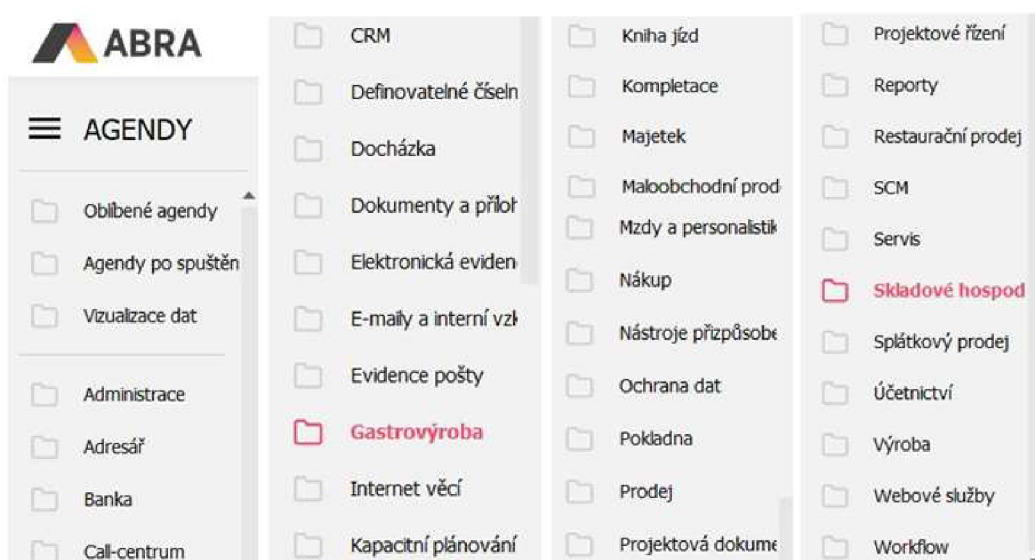 ABRA
AGENDY
Oblíbené agendy
Agendy po spuštěn
Vizualizace dat
Administrace
Adresář
Banka
Call-centrum
CRM
Definovatelné číseln
Docházka
Dokumenty a příloh
Elektronická eviden
E-maily a interní vzk
Evidence pošty
Gastrovýroba
Internet věcí
Kapacitní plánování
Kniha jízd
Kompletace
Majetek
Maloobchodní prod
Mzdy a personalistik
Nákup
Nástroje přizpůsobe
Ochrana dat
Pokladna
Prodej
Projektová dokume
Projektové řízení
Reporty
Restaurační prodej
SCM
Servis
Skladové hospod
Splátkový prodej
Účetnictví
Výroba
Webové služby
Workflow